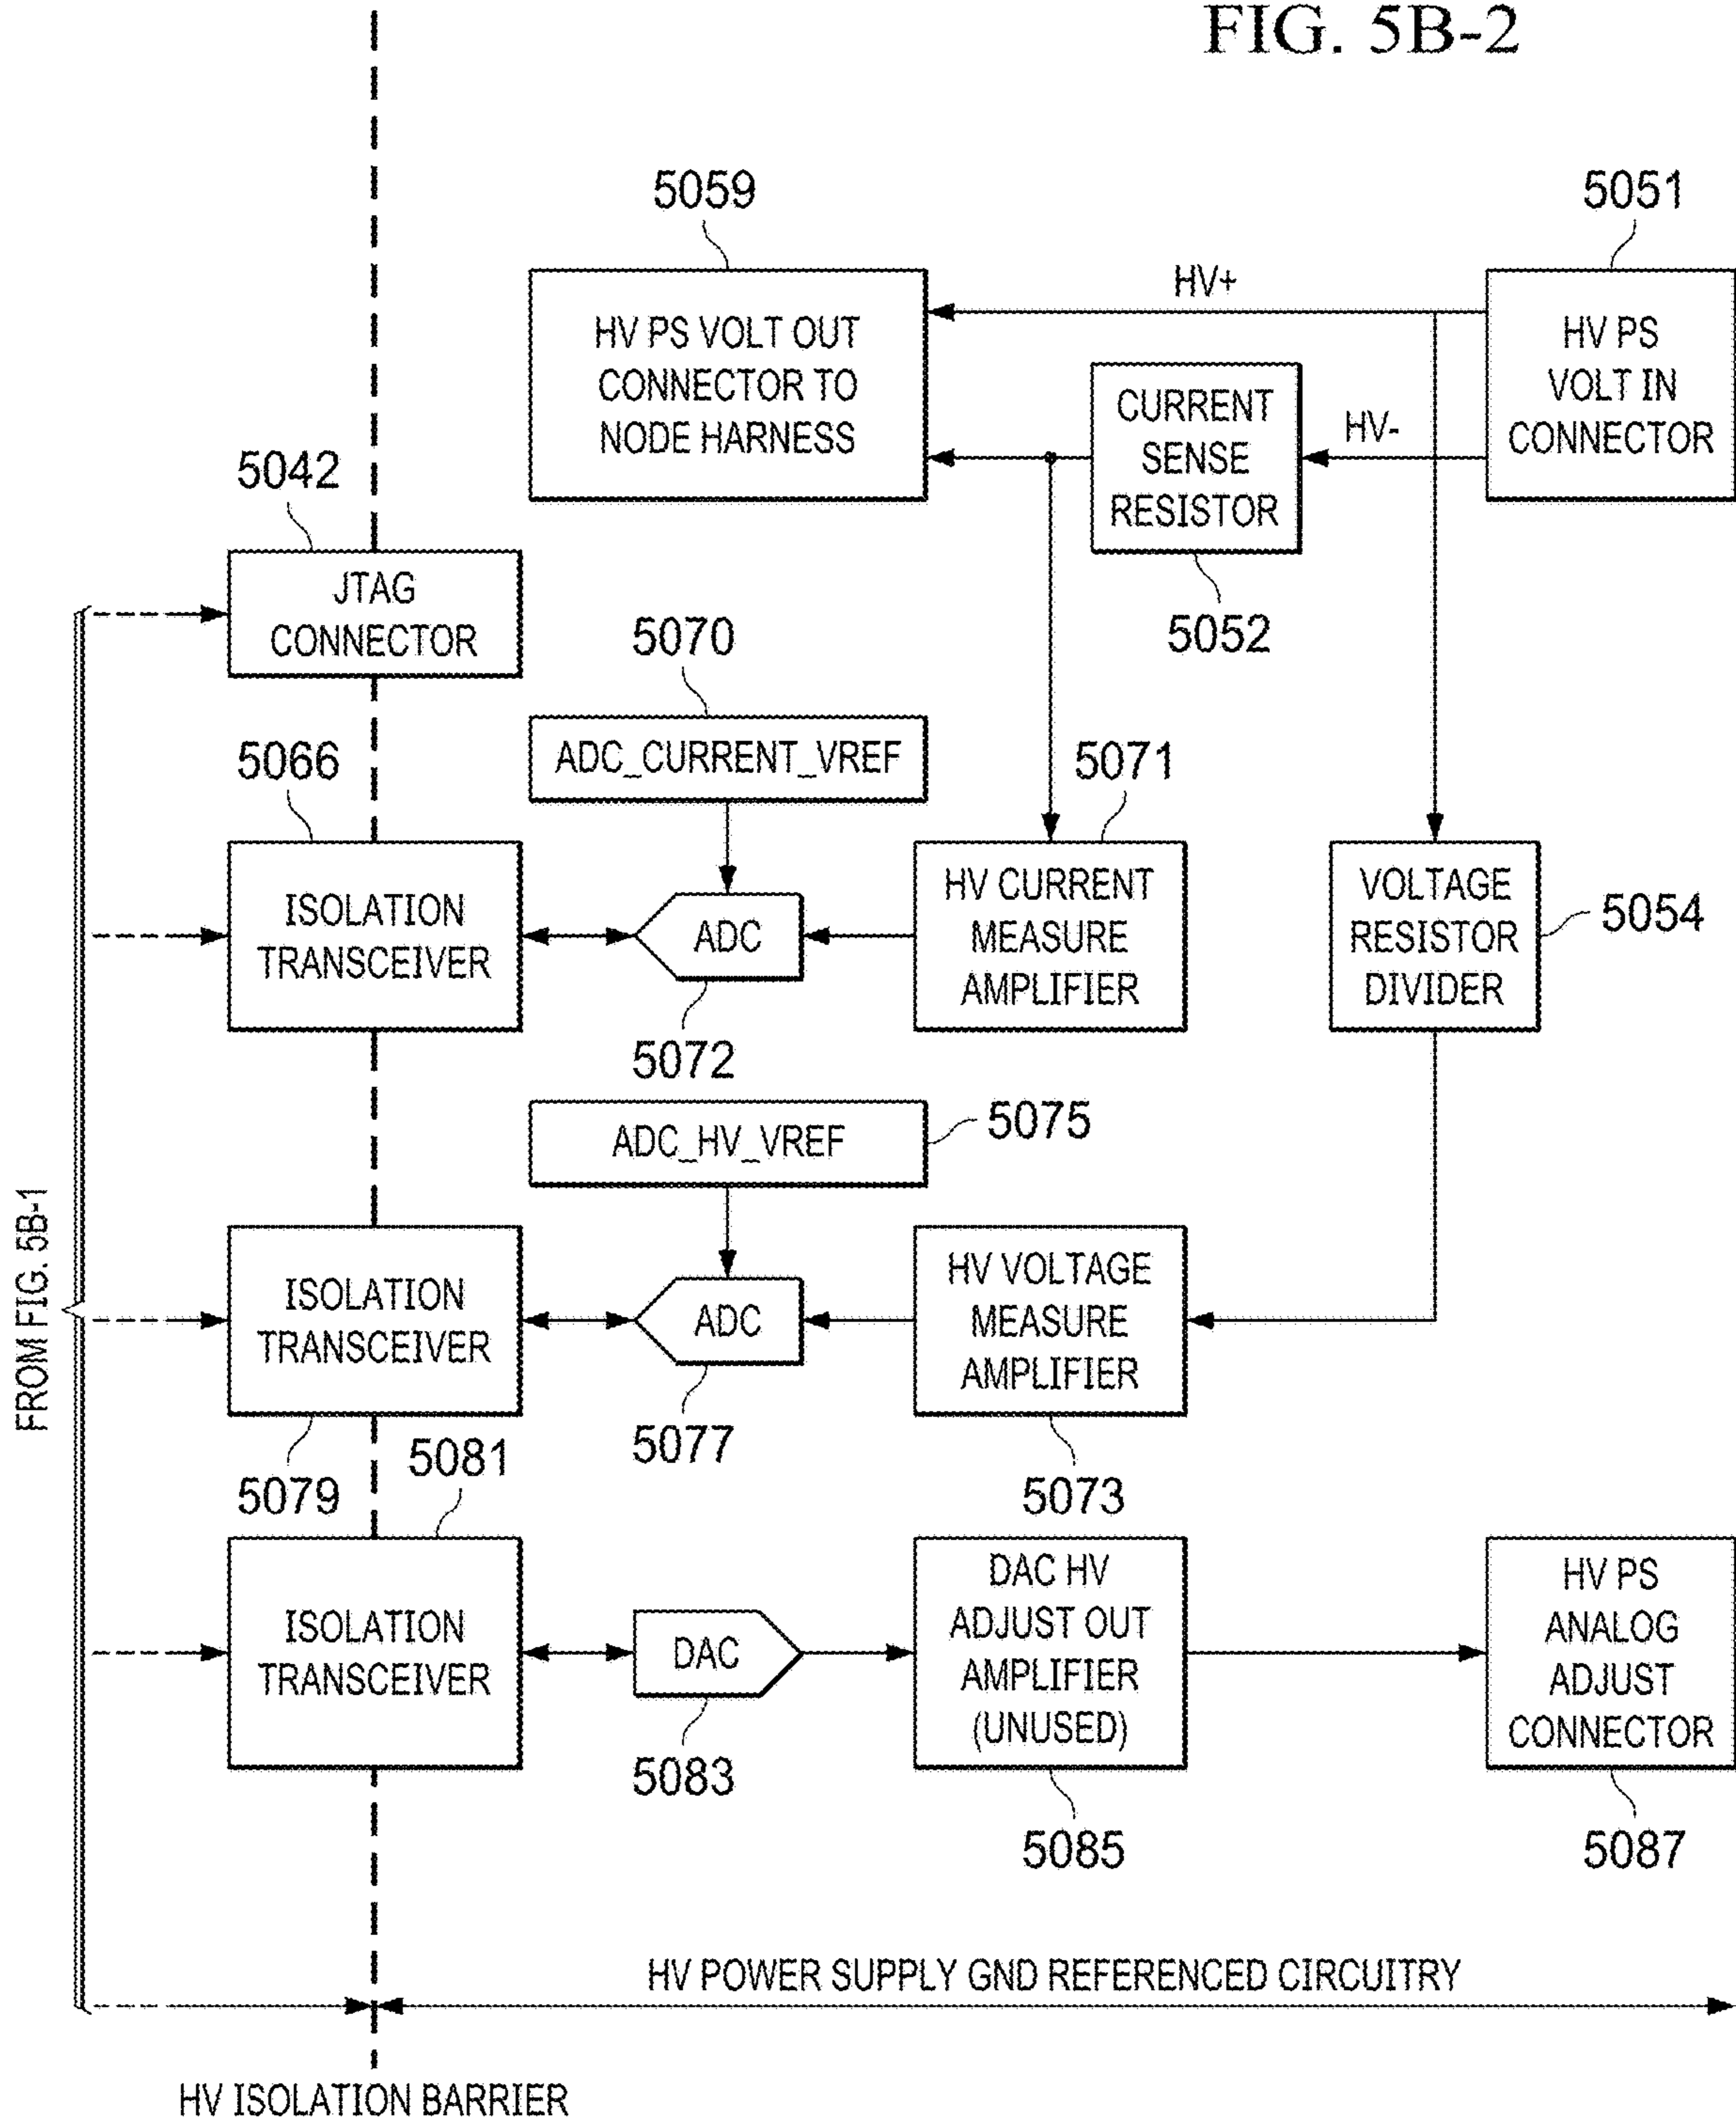 FIG. 5B-2
5059
5051
HV PS VOLT OUT
CONNECTOR TO
NODE HARNESS
HV+
HV PS
VOLT IN
CONNECTOR
CURRENT
SENSE
RESISTOR
HV-
5042
JTAG
CONNECTOR
5052
5070
ADC_CURRENT_VREF
5066
5071
ISOLATION
TRANSCEIVER
ADC
HV CURRENT
MEASURE
AMPLIFIER
VOLTAGE
RESISTOR
DIVIDER
5054
5072
ADC_HV_VREF
5075
FROM FIG. 5B-1
ISOLATION
TRANSCEIVER
ADC
HV VOLTAGE
MEASURE
AMPLIFIER
5079
5081
5077
5073
ISOLATION
TRANSCEIVER
DAC
DAC HV
ADJUST OUT
AMPLIFIER
(UNUSED)
HV PS
ANALOG
ADJUST
CONNECTOR
5083
5085
5087
HV POWER SUPPLY GND REFERENCED CIRCUITRY
HV ISOLATION BARRIER